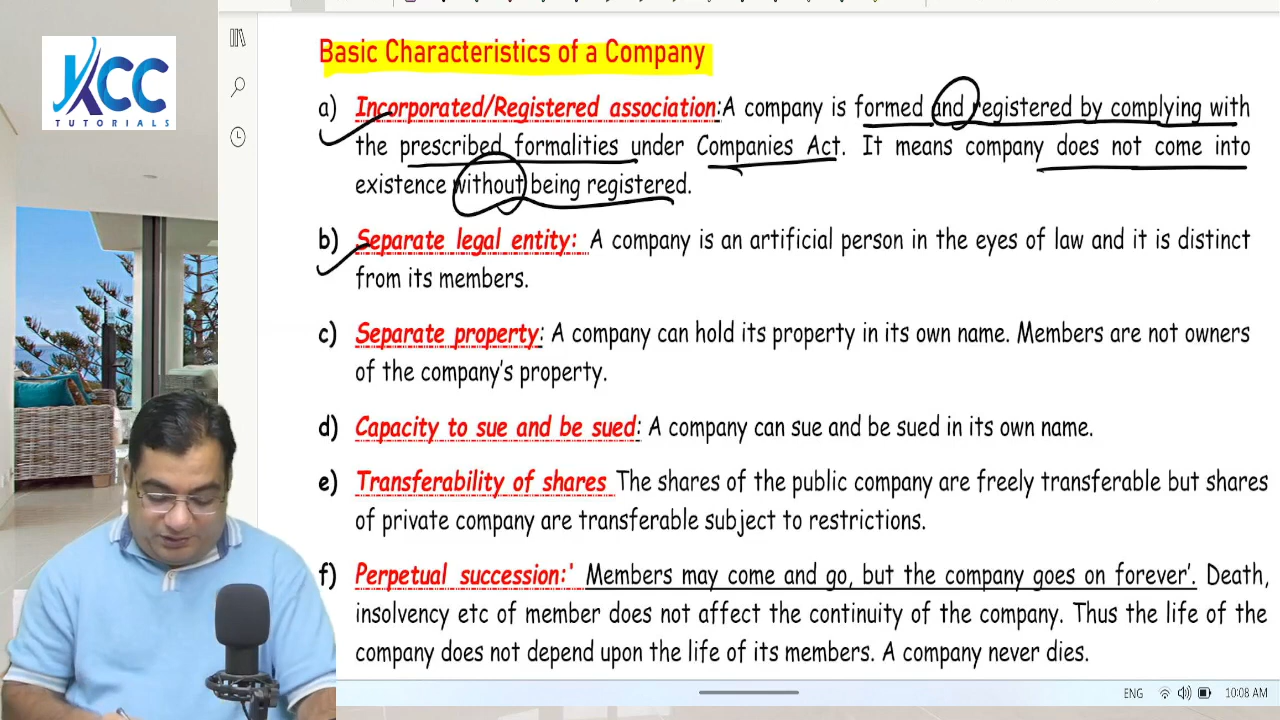 KCC
TUTORIALS
Basic Characteristics of a Company
a) Incorporated/Registered association: A company is formed and registered by complying with
the prescribed formalities under Companies Act. It means company does not come into
existence without being registered.
b) Separate legal entity: A company is an artificial person in the eyes of law and it is distinct
from its members.
c) Separate property: A company can hold its property in its own name. Members are not owners
of the company's property.
d) Capacity to sue and be sued: A company can sue and be sued in its own name.
e) Transferability of shares The shares of the public company are freely transferable but shares
of private company are transferable subject to restrictions.
f) Perpetual succession:' Members may come and go, but the company goes on forever'. Death,
insolvency etc of member does not affect the continuity of the company. Thus the life of the
company does not depend upon the life of its members. A company never dies.
ENG 10:08 AM